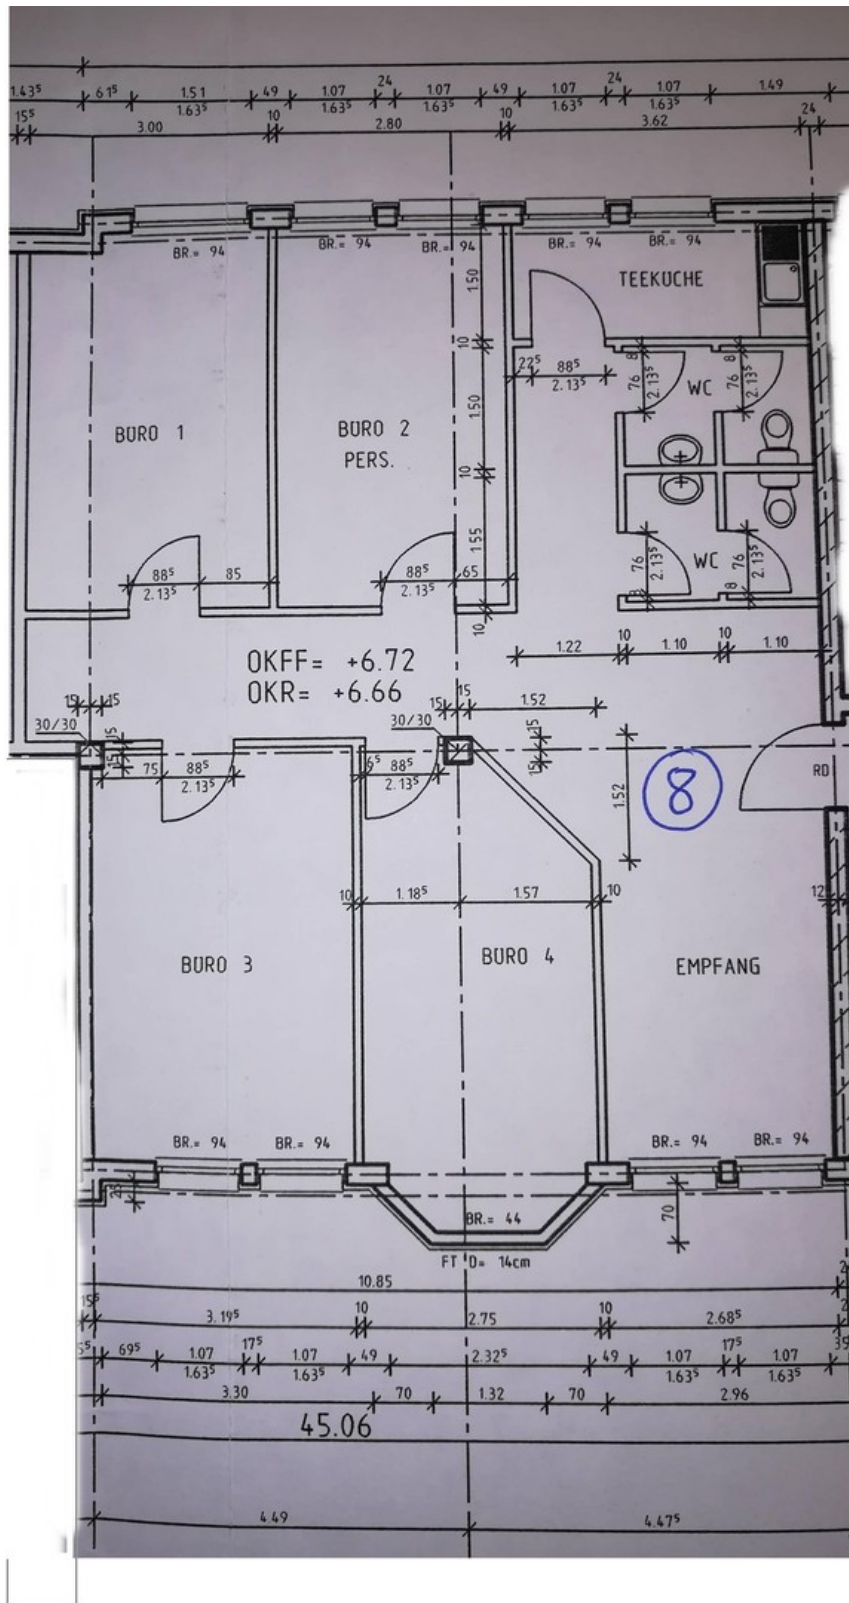 24 24
1.43⁵ 61⁵ 1.51 49 1.07 1.07 49 1.07 1.07 1.49
1.63⁵ 1.63⁵ 1.63⁵ 1.63⁵ 1.63⁵ 24
15⁵ 3.00 10 2.80 10 3.62
BR.= 94 BR.= 94 BR.= 94 BR.= 94 BR.= 94
TEEKÜCHE
1.50
10
22⁵ 88⁵
2.13⁵
8 8
76 2.13⁵ WC 76 2.13⁵
1.50
BÜRO 1
BÜRO 2
PERS.
10
1.55
76 2.13⁵ WC 76 2.13⁵
8 8
88⁵ 85 88⁵ 65
2.13⁵ 2.13⁵
10
1.22 10 1.10 10 1.10
OKFF= +6.72
OKR= +6.66
15 15 15 15 1.52
30/30 30/30
15 15
15 15
75 88⁵ 6⁵ 88⁵
2.13⁵ 2.13⁵
1.52
8
RD
10 1.18⁵ 1.57 10 12
BÜRO 3
BÜRO 4
EMPFANG
BR.= 94 BR.= 94 BR.= 94 BR.= 94
25
BR.= 44
70
FT D= 14cm
10.85
15⁵ 3.19⁵ 10 2.75 10 2.68⁵
69⁵ 1.07 17⁵ 1.07 49 2.32⁵ 49 1.07 17⁵ 1.07
1.63⁵ 1.63⁵ 1.63⁵ 1.63⁵
3.30 70 1.32 70 2.96
45.06
4.49 4.47⁵